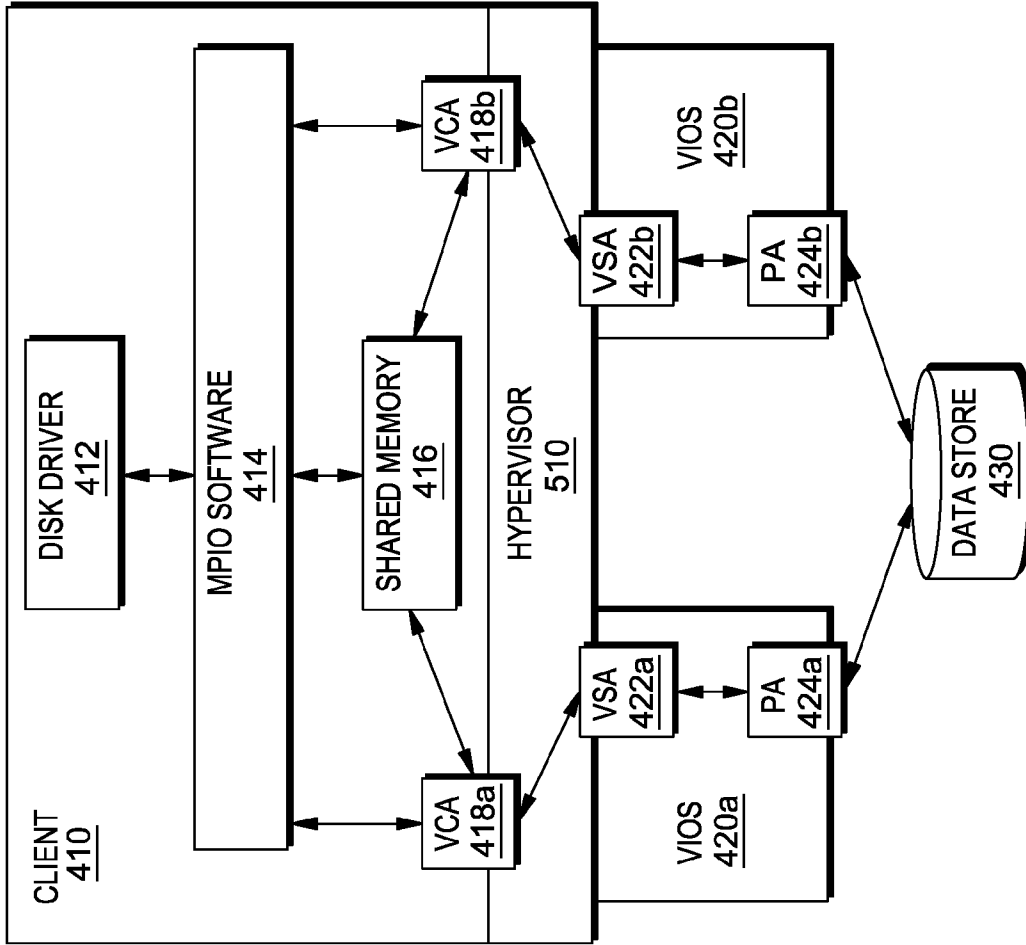 CLIENT
410
DISK DRIVER
412
MPIO SOFTWARE
414
SHARED MEMORY
416
VCA
418a
VCA
418b
HYPERVISOR
510
VSA
422a
VSA
422b
VIOS
420a
VIOS
420b
PA
424a
PA
424b
DATA STORE
430